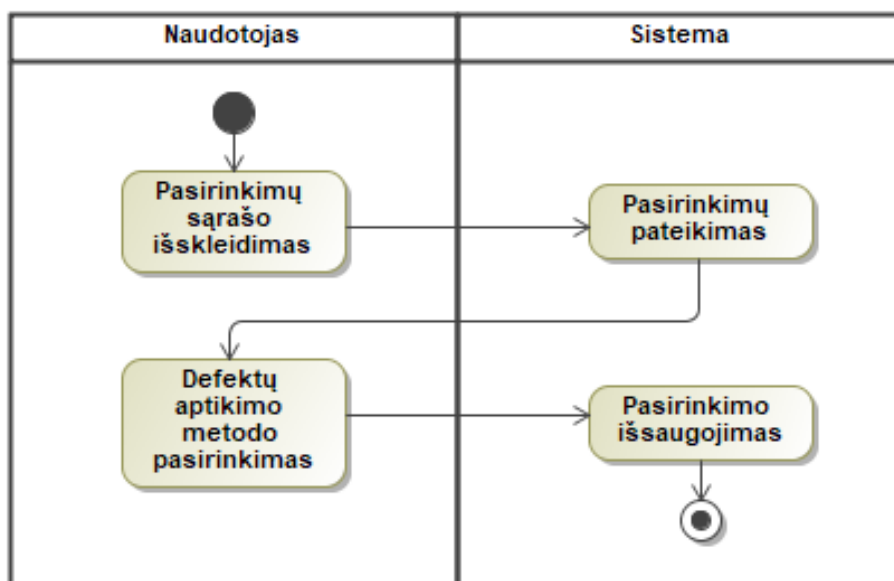 Naudotojas
Sistema
Pasirinkimų
sąrašo
išskleidimas
Pasirinkimų
pateikimas
Defektų
aptikimo
metodo
pasirinkimas
Pasirinkimo
išsaugojimas